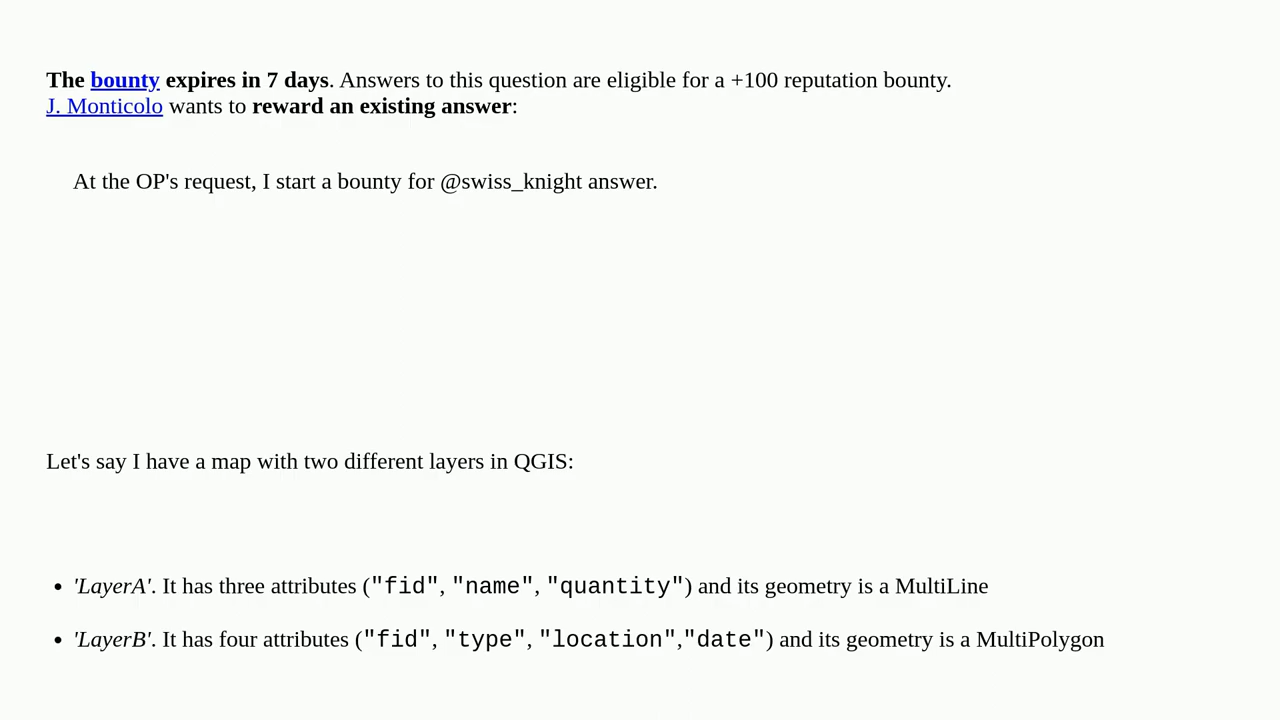 The bounty expires in 7 days. Answers to this question are eligible for a +100 reputation bounty.
J. Monticolo wants to reward an existing answer:
At the OP's request, I start a bounty for @swiss_knight answer.
Let's say I have a map with two different layers in QGIS:
• 'LayerA'. It has three attributes ("fid", "name", "quantity") and its geometry is a MultiLine
• 'LayerB'. It has four attributes ("fid", "type", "location","date") and its geometry is a MultiPolygon